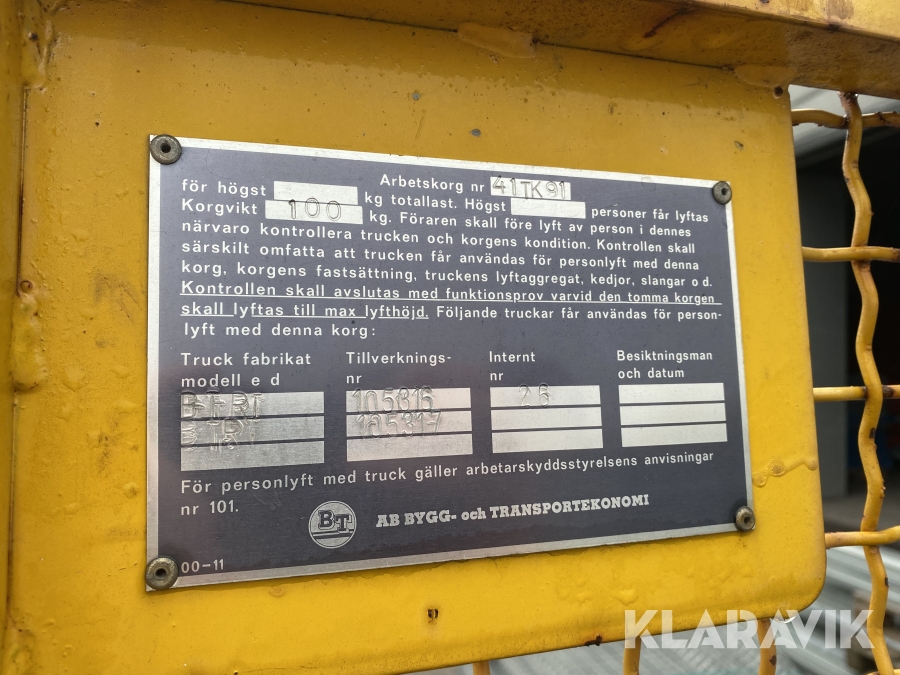 Arbetskorg nr 41TK91
för högst kg totallast. Högst personer får lyftas
Korgvikt 100 kg. Föraren skall före lyft av person i dennes
närvaro kontrollera trucken och korgens kondition. Kontrollen skall
särskilt omfatta att trucken får användas för personlyft med denna
korg, korgens fastsättning, truckens lyftaggregat, kedjor, slangar o d.
Kontrollen skall avslutas med funktionsprov varvid den tomma korgen
skall lyftas till max lyfthöjd. Följande truckar får användas för person-
lyft med denna korg:
Truck fabrikat Tillverknings- Internt Besiktningsman
modell e d nr nr och datum
105316 26
105317
För personlyft med truck gäller arbetarskyddsstyrelsens anvisningar
nr 101.
B.T. AB BYGG- och TRANSPORTEKONOMI
00-11
KLARAVIK